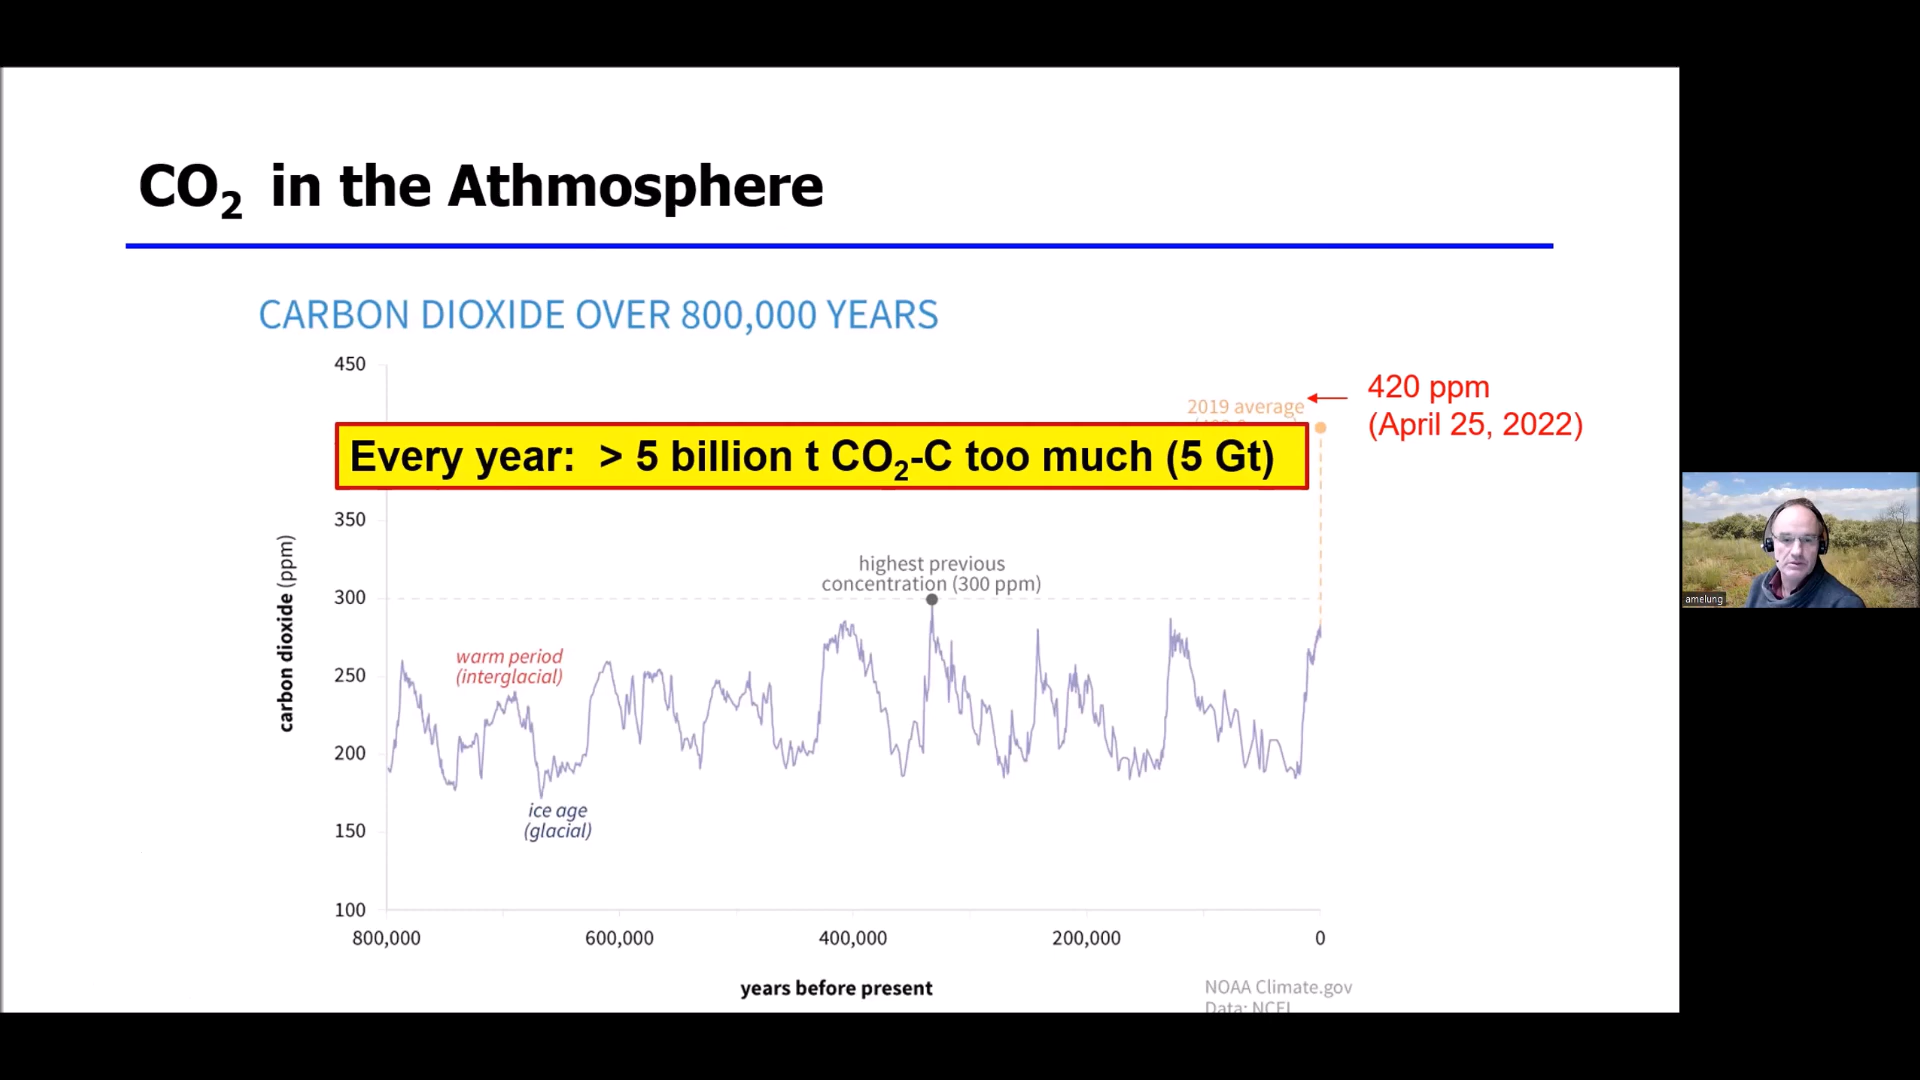 CO₂ in the Athmosphere
CARBON DIOXIDE OVER 800,000 YEARS
450
2019 average
420 ppm
(April 25, 2022)
Every year: > 5 billion t CO₂-C too much (5 Gt)
350
highest previous
concentration (300 ppm)
300
warm period
(interglacial)
250
200
ice age
(glacial)
150
100
carbon dioxide (ppm)
800,000
600,000
400,000
200,000
0
years before present
NOAA Climate.gov
Data:
amelung